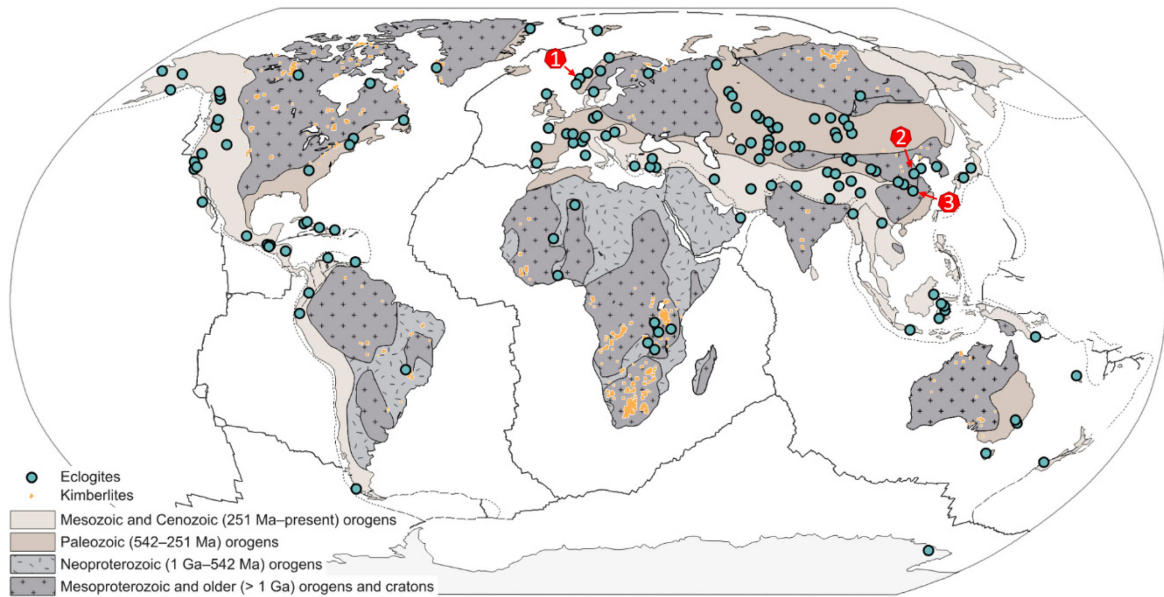 1
2
3
Eclogites
Kimberlites
Mesozoic and Cenozoic (251 Ma–present) orogens
Paleozoic (542–251 Ma) orogens
Neoproterozoic (1 Ga–542 Ma) orogens
Mesoproterozoic and older (> 1 Ga) orogens and cratons